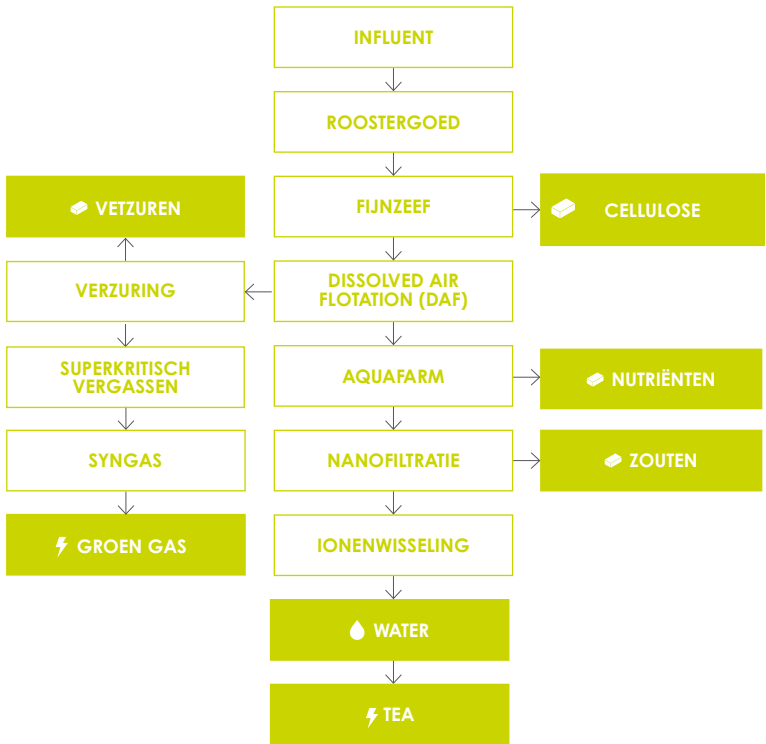 INFLUENT
ROOSTERGOED
VETZUREN
FIJNZEEF
CELLULOSE
VERZURING
DISSOLVED AIR
FLOTATION (DAF)
SUPERKRITISCH
VERGASSEN
AQUAFARM
NUTRIËNTEN
SYNGAS
NANOFILTRATIE
ZOUTEN
GROEN GAS
IONENWISSELING
WATER
TEA